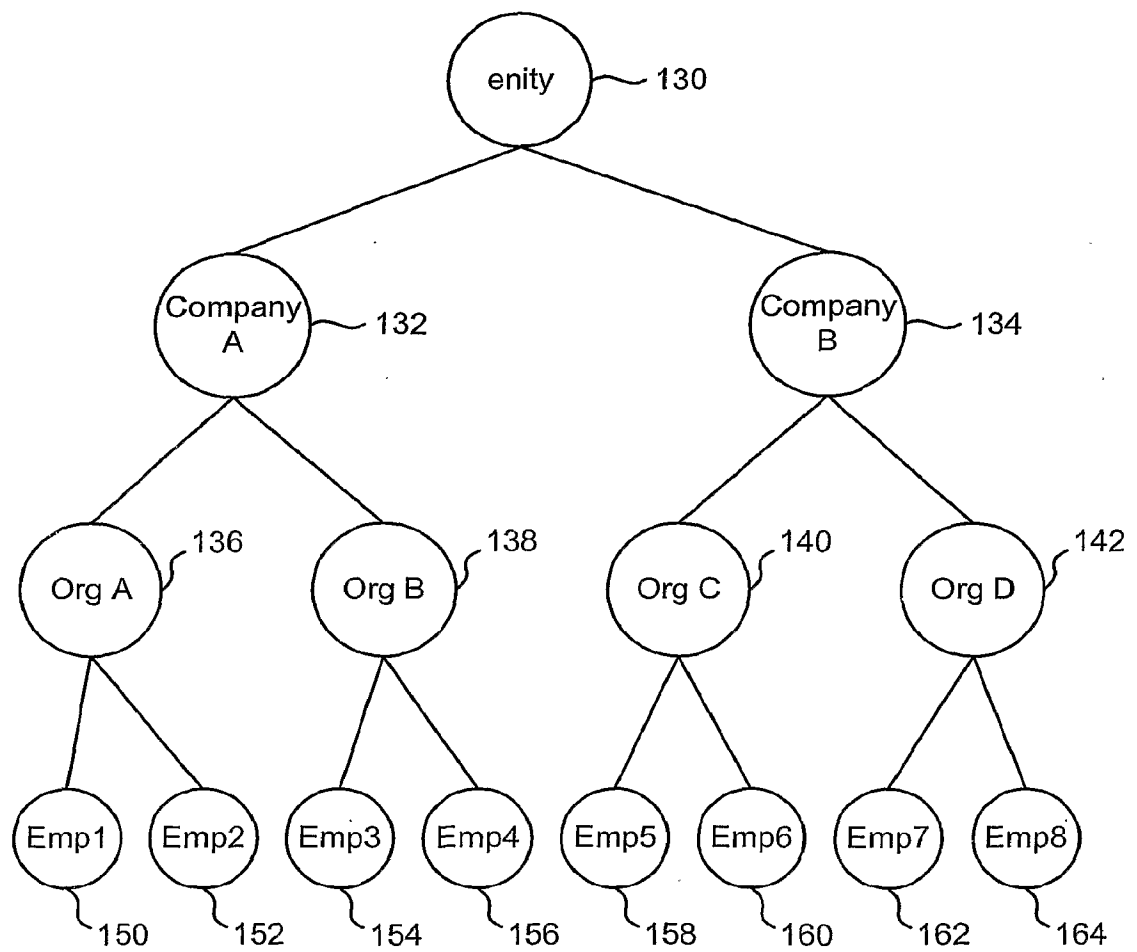 enity
130
Company
A
132
Company
B
134
Org A
136
Org B
138
Org C
140
Org D
142
Emp1
Emp2
Emp3
Emp4
Emp5
Emp6
Emp7
Emp8
150
152
154
156
158
160
162
164